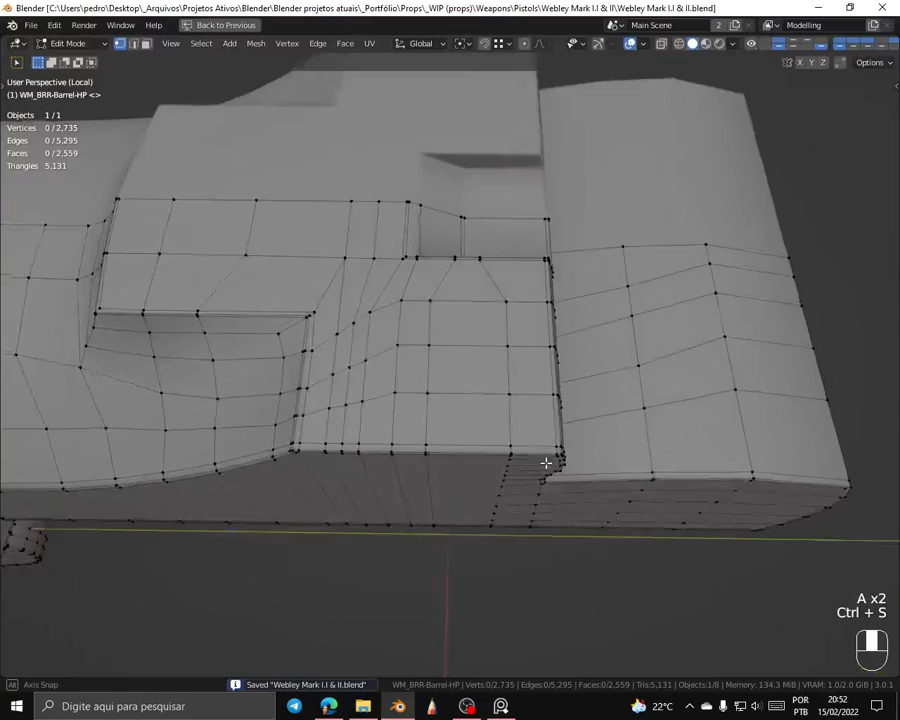 Blender [C:\Users\pedro\Desktop\_Arquivos\Projetos Ativos\Blender\Blender projetos atuais\_Portfólio\Props\_WIP (props)\Weapons\Pistols\Webley Mark I.I & II\Webley Mark I.I & II.blend]
File Edit Render Window Help Back to Previous Main Scene 2 Modelling
Edit Mode View Select Add Mesh Vertex Edge Face UV Global
X Y Z Options
User Perspective (Local)
(1) WM_BRR-Barrel-HP <>
Objects 1/1
Vertices 0/2,735
Edges 0/5,295
Faces 0/2,559
Triangles 5,131
A x2
Ctrl + S
Alt Axis Snap Saved "Webley Mark I.I & II.blend" WM_BRR-Barrel-HP | Verts:0/2,735 | Edges:0/5,295 | Faces:0/2,559 | Tris:5,131 | Objects:1/8 | Memory: 134.3 MiB | VRAM: 1.0/2.0 GiB | 3.0.1
Digite aqui para pesquisar 22°C POR 20:52
PTB 15/02/2022